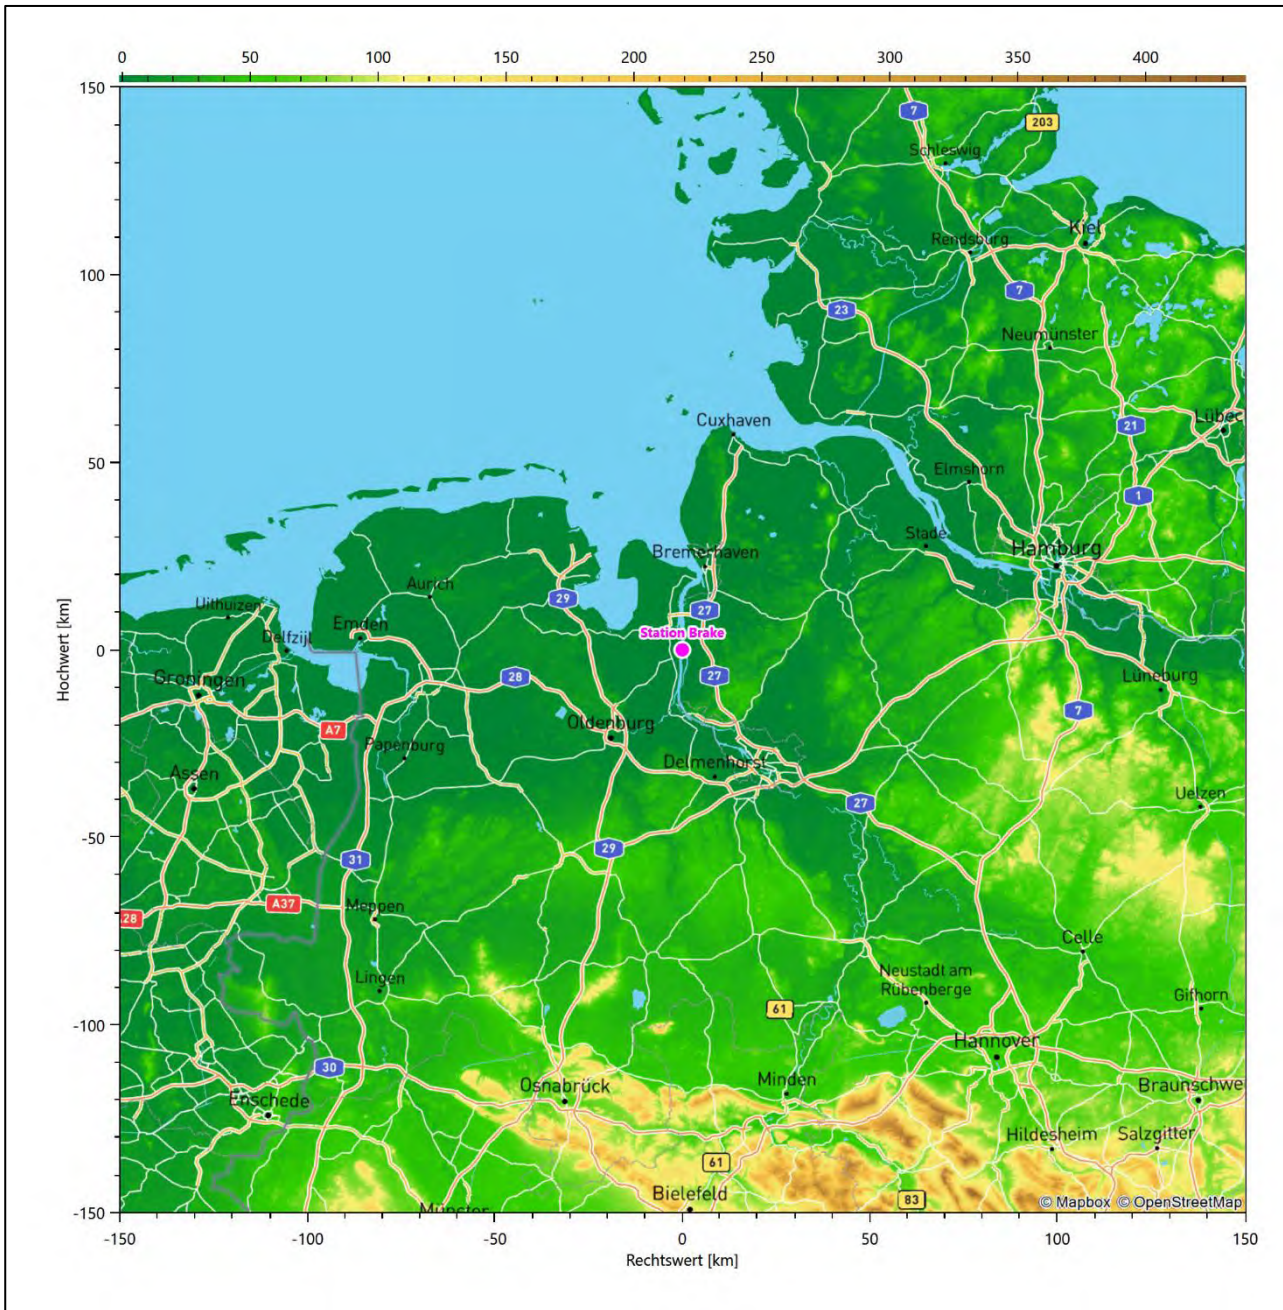 0 50 100 150 200 250 300 350 400
150
7
203
Schleswig
Kiel
Rendsburg
100
7
23
Neumünster
Cuxhaven
21
Lübec
50
Elmshorn
1
Stade
Hamburg
Bremerhaven
Aurich
29
27
Uithuizen
Emden
Delfzijl
Station Brake
0
Groningen
28
27
Lüneburg
7
Oldenburg
A7
Papenburg
Delmenhorst
Assen
Uelzen
27
-50
29
31
A37
Meppen
28
Celle
Lingen
Neustadt am
Rübenberge
Gifhorn
61
-100
Hannover
30
Osnabrück
Minden
Braunschwe
Enschede
Hildesheim
Salzgitter
61
Bielefeld
83
© Mapbox © OpenStreetMap
Münster
-150
-150 -100 -50 0 50 100 150
Rechtswert [km]
Hochwert [km]